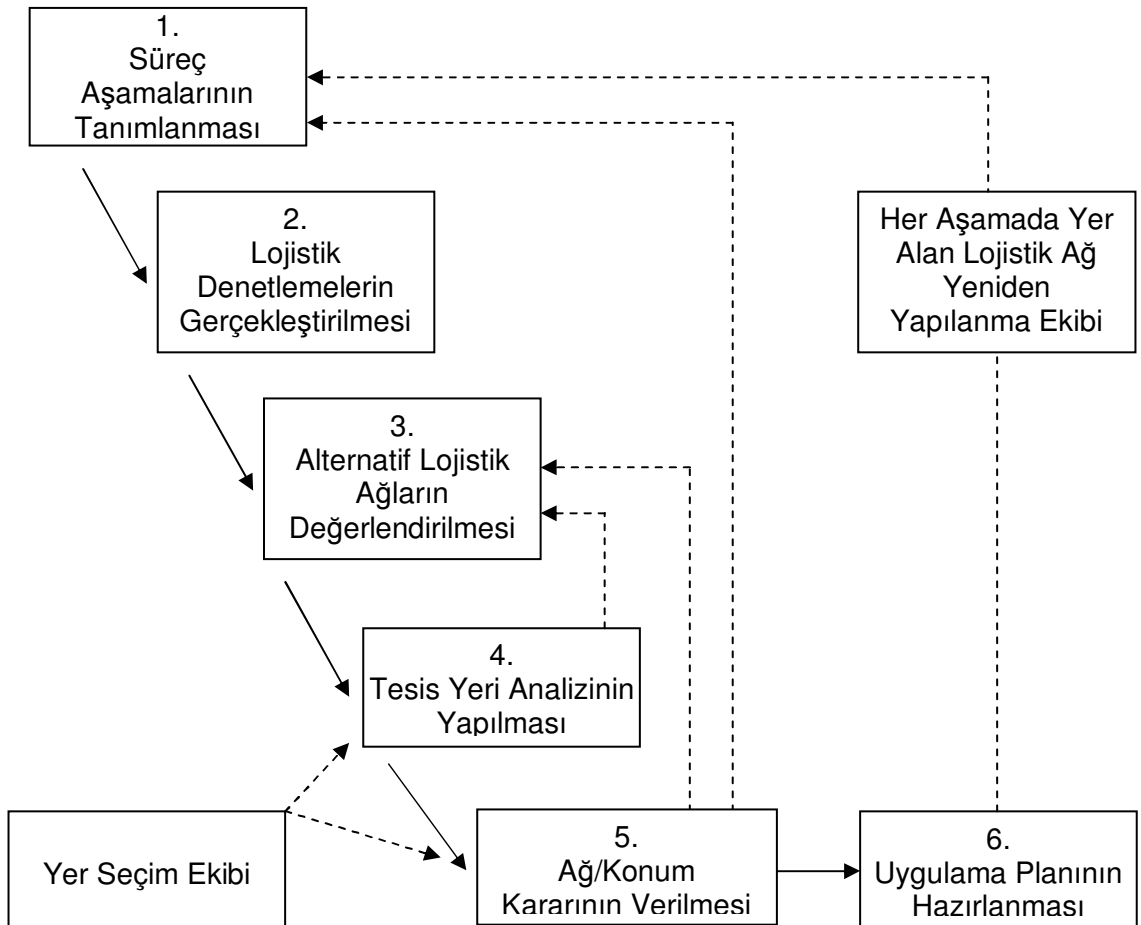 1.
Süreç
Aşamalarının
Tanımlanması
2.
Lojistik
Denetlemelerin
Gerçekleştirilmesi
Her Aşamada Yer
Alan Lojistik Ağ
Yeniden
Yapılanma Ekibi
3.
Alternatif Lojistik
Ağların
Değerlendirilmesi
4.
Tesis Yeri Analizinin
Yapılması
Yer Seçim Ekibi
5.
Ağ/Konum
Kararının Verilmesi
6.
Uygulama Planının
Hazırlanması